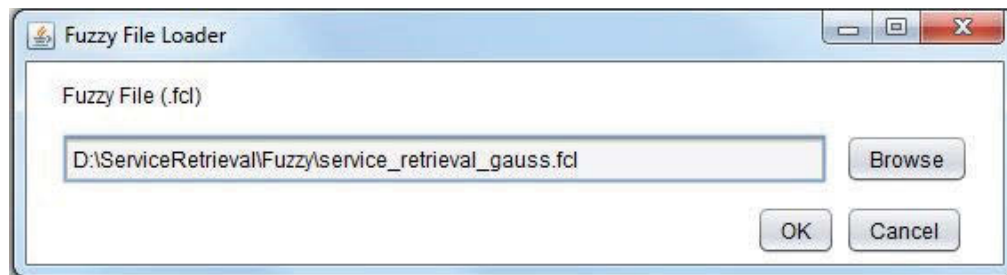 Fuzzy File Loader
Fuzzy File (.fcl)
D:\ServiceRetrieval\Fuzzy\service_retrieval_gauss.fcl
Browse
OK
Cancel